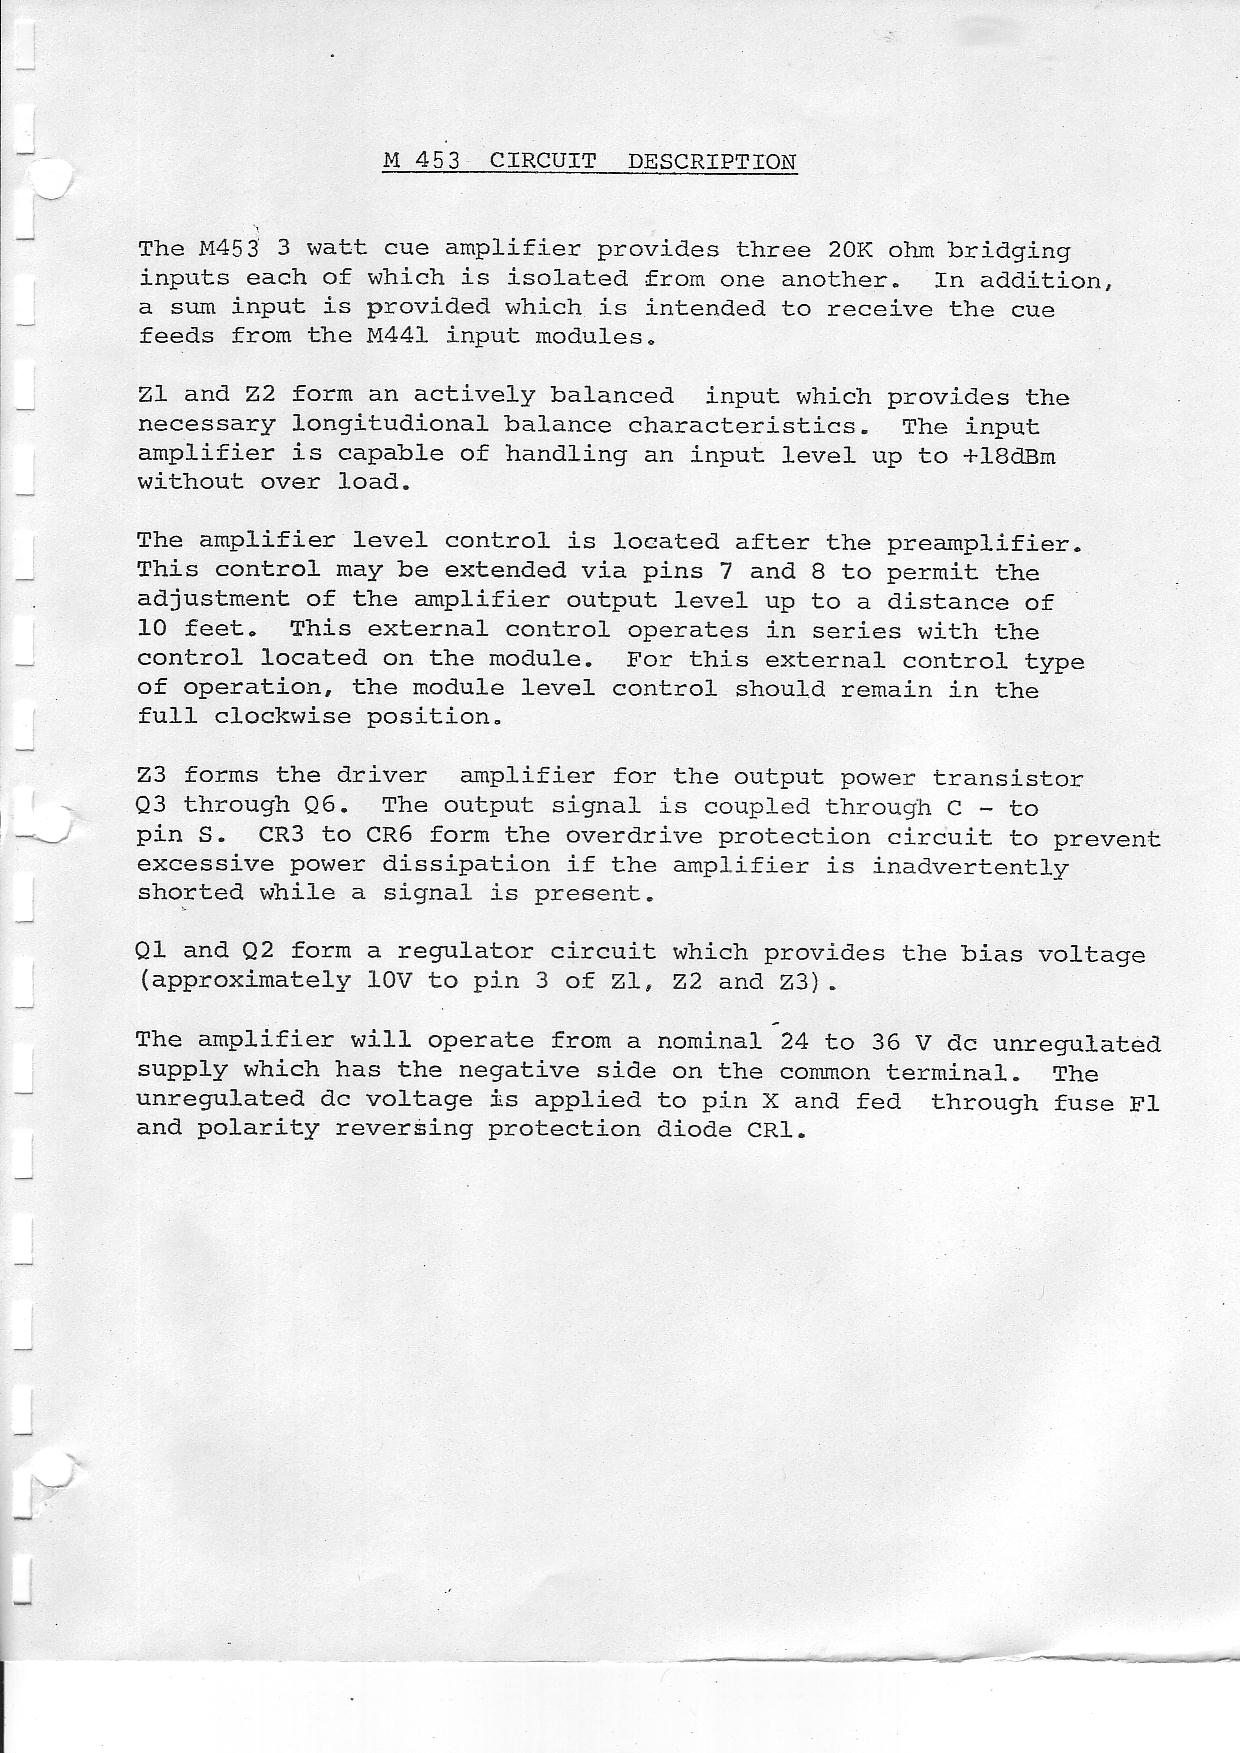 M 453 CIRCUIT DESCRIPTION
The M453 3 watt cue amplifier provides three 20K ohm bridging
inputs each of which is isolated from one another. In addition,
a sum input is provided which is intended to receive the cue
feeds from the M441 input modules.
Z1 and Z2 form an actively balanced input which provides the
necessary longitudional balance characteristics. The input
amplifier is capable of handling an input level up to +18dBm
without over load.
The amplifier level control is located after the preamplifier.
This control may be extended via pins 7 and 8 to permit the
adjustment of the amplifier output level up to a distance of
10 feet. This external control operates in series with the
control located on the module. For this external control type
of operation, the module level control should remain in the
full clockwise position.
Z3 forms the driver amplifier for the output power transistor
Q3 through Q6. The output signal is coupled through C - to
pin S. CR3 to CR6 form the overdrive protection circuit to prevent
excessive power dissipation if the amplifier is inadvertently
shorted while a signal is present.
Q1 and Q2 form a regulator circuit which provides the bias voltage
(approximately 10V to pin 3 of Z1, Z2 and Z3).
The amplifier will operate from a nominal 24 to 36 V dc unregulated
supply which has the negative side on the common terminal. The
unregulated dc voltage is applied to pin X and fed through fuse F1
and polarity reversing protection diode CR1.